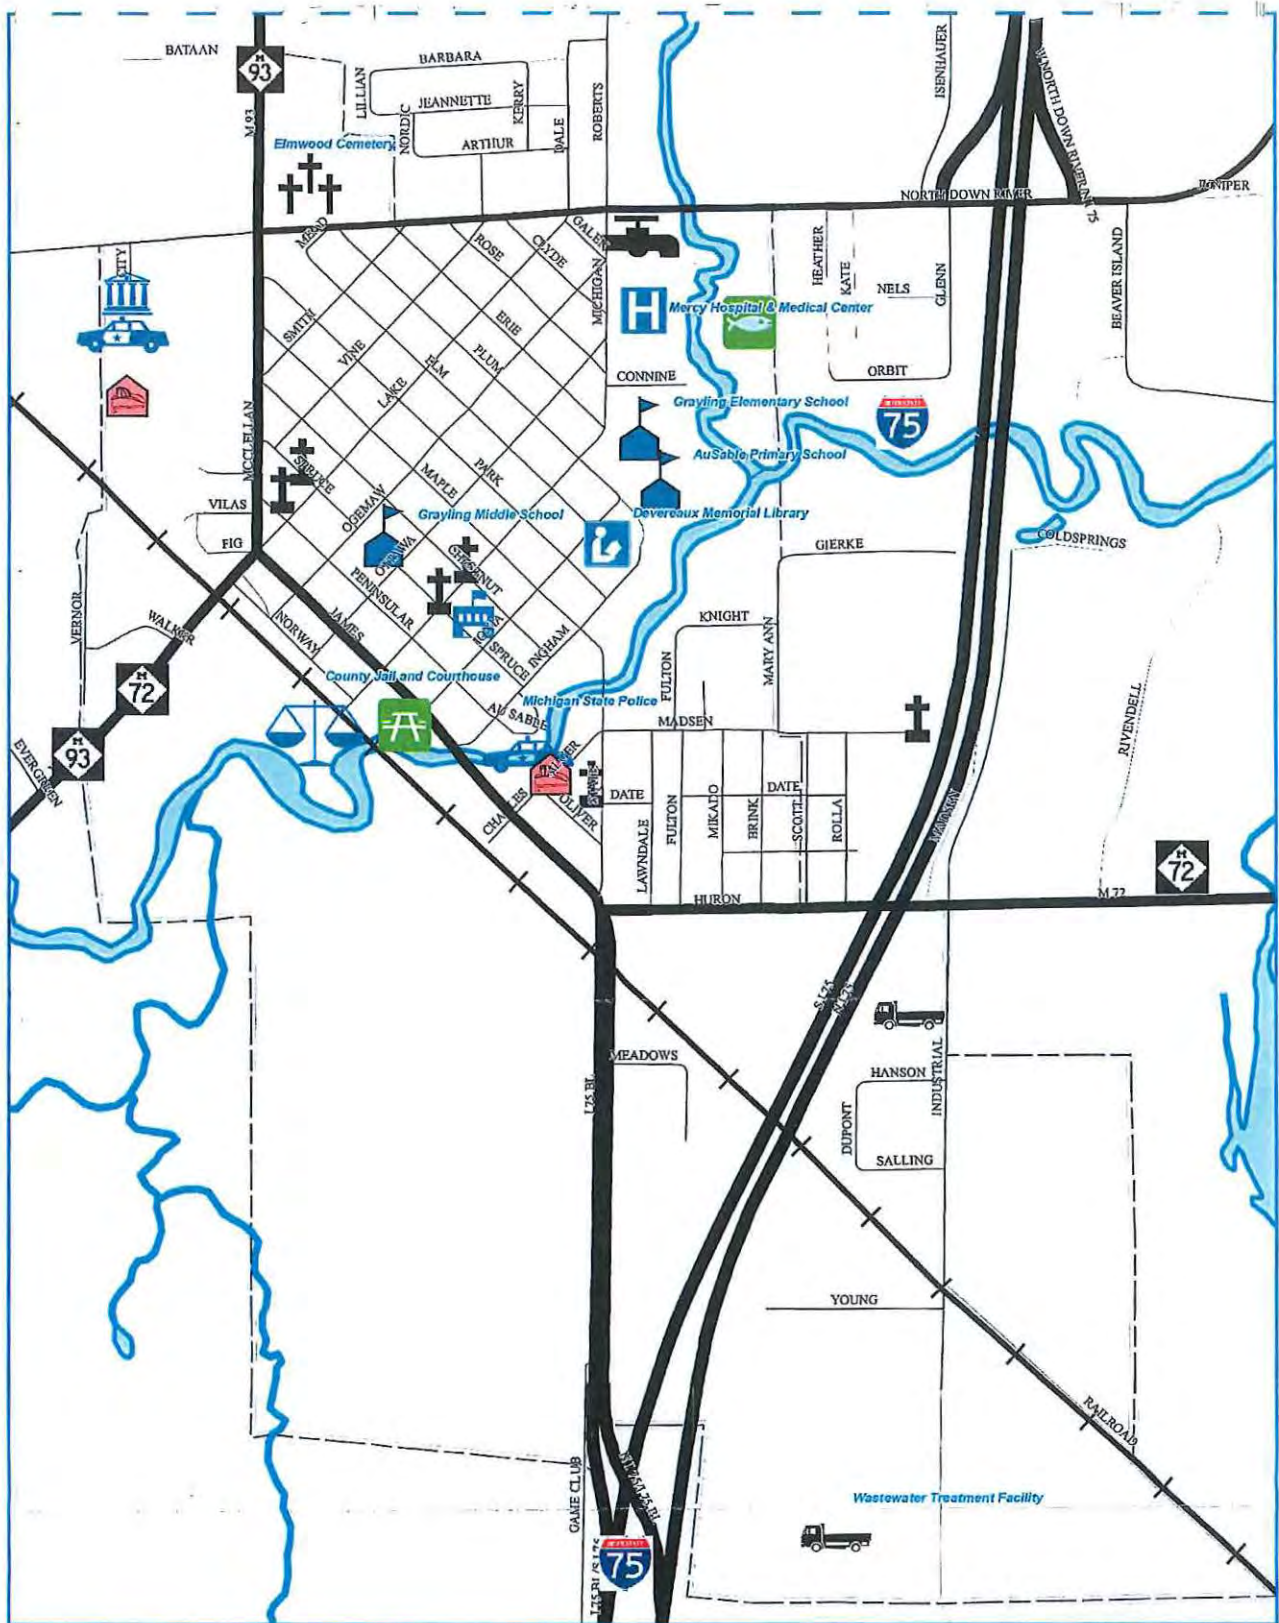 BATAAN
M
93
M 93
LILLIAN
BARBARA
JEANNETTE
KERRY
NORDIC
ARTHUR
DALE
ROBERTS
ISENHAUER
Elmwood Cemetery
NORTH DOWN RIVER
JUNIPER
MEAD
ROSE
CLYDE
GALEN
MICHIGAN
CITY
HEATHER
KATE
NELS
GLENN
BEAVER ISLAND
H
Mercy Hospital & Medical Center
SMITH
VINE
ERIE
PLUM
ELM
LAKE
CONNINE
ORBIT
Grayling Elementary School
75
MCCLELLAN
AuSable Primary School
SPRUCE
MAPLE
PARK
VILAS
OGEMAW
Grayling Middle School
Devereaux Memorial Library
FIG
OTTAWA
CHESTNUT
GIERKE
COLDSPRINGS
PENINSULAR
VERNOR
WALKER
NORWAY
JAMES
IONIA
SPRUCE
INGHAM
KNIGHT
FULTON
MARY ANN
M
72
County Jail and Courthouse
Michigan State Police
AU SABLE
MADSEN
RIVENDELL
M
93
EVERGREEN
CHARLES
OLIVER
DATE
DATE
LAWNDALE
FULTON
MIKADO
BRINK
SCOTT
ROLLA
MADSEN
M
72
HURON
M 72
S I 75
N I 75
MEADOWS
I 75 BL
HANSON
INDUSTRIAL
DUPONT
SALLING
YOUNG
RAILROAD
GAME CLUB
Wastewater Treatment Facility
75